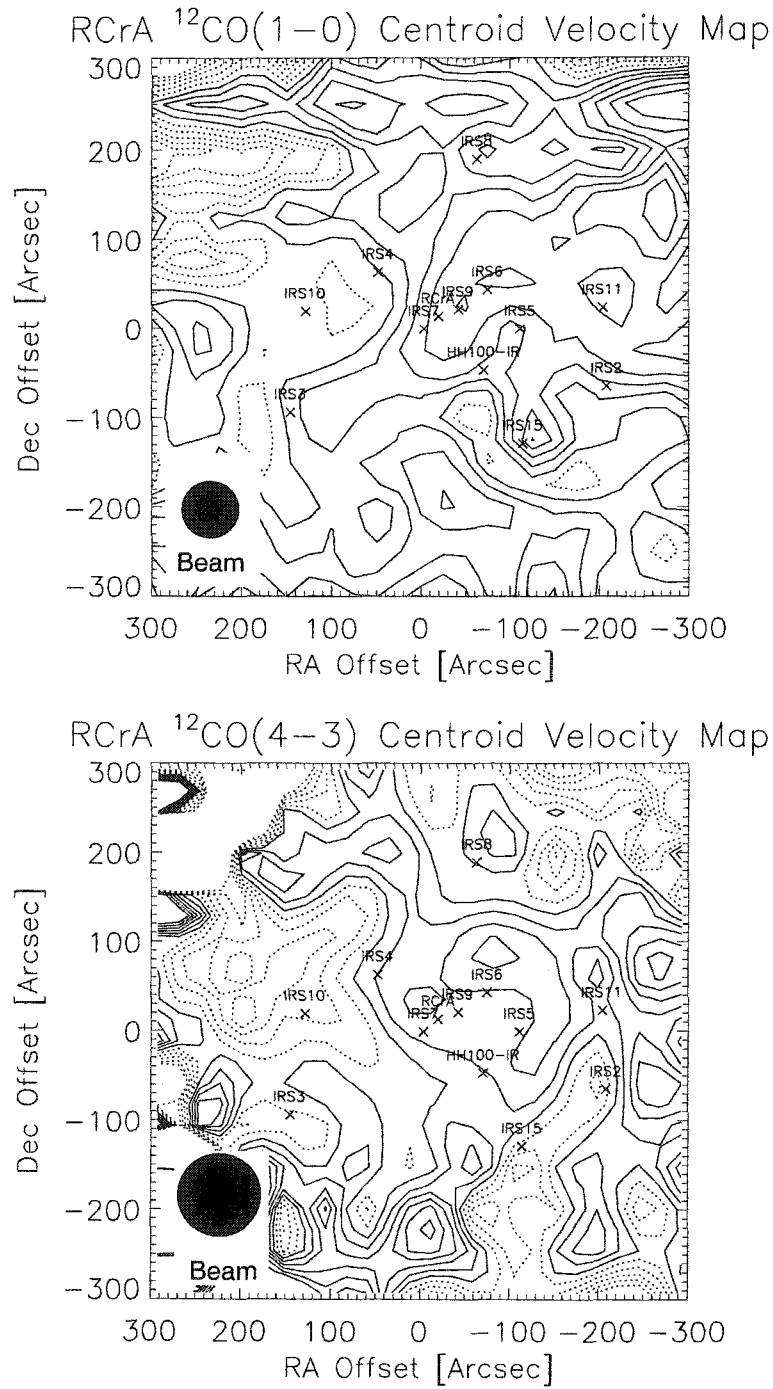 RCrA ¹²CO(1-0) Centroid Velocity Map
300
200
100
0
-100
-200
-300
Dec Offset [Arcsec]
IRS8
IRS4
IRS6
IRS10
IRS9
RCrA
IRS7
IRS5
IRS11
HH100-IR
IRS2
IRS3
IRS15
Beam
300 200 100 0 -100 -200 -300
RA Offset [Arcsec]
RCrA ¹²CO(4-3) Centroid Velocity Map
300
200
100
0
-100
-200
-300
Dec Offset [Arcsec]
IRS8
IRS4
IRS6
IRS10
IRS9
RCrA
IRS7
IRS5
IRS11
HH100-IR
IRS2
IRS3
IRS15
Beam
300 200 100 0 -100 -200 -300
RA Offset [Arcsec]